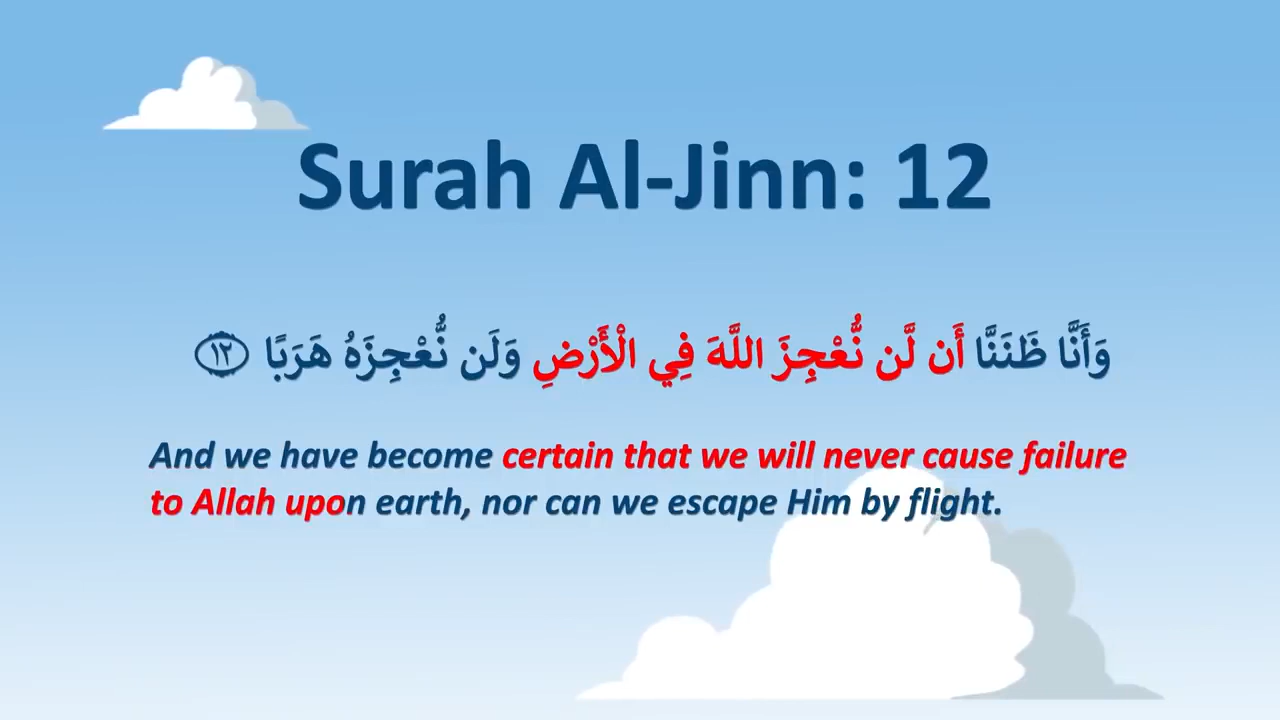 Surah Al-Jinn: 12
وَأَنَّا ظَنَنَّا أَن لَّن نُّعْجِزَ اللَّهَ فِي الْأَرْضِ وَلَن نُّعْجِزَهُ هَرَبًا ﴿١٢﴾
And we have become certain that we will never cause failure
to Allah upon earth, nor can we escape Him by flight.